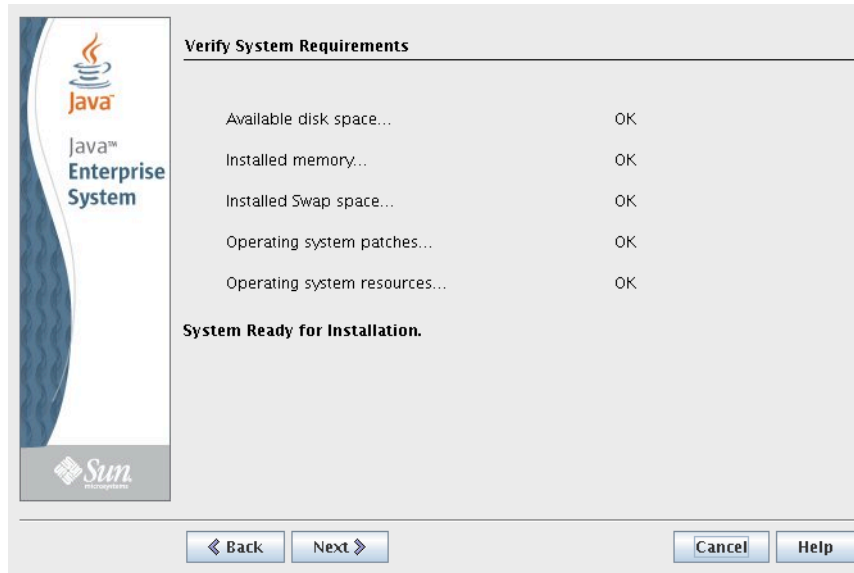 Verify System Requirements
Java™
Java™
Enterprise
System
Available disk space... OK
Installed memory... OK
Installed Swap space... OK
Operating system patches... OK
Operating system resources... OK
System Ready for Installation.
Sun
microsystems
Back
Next
Cancel
Help